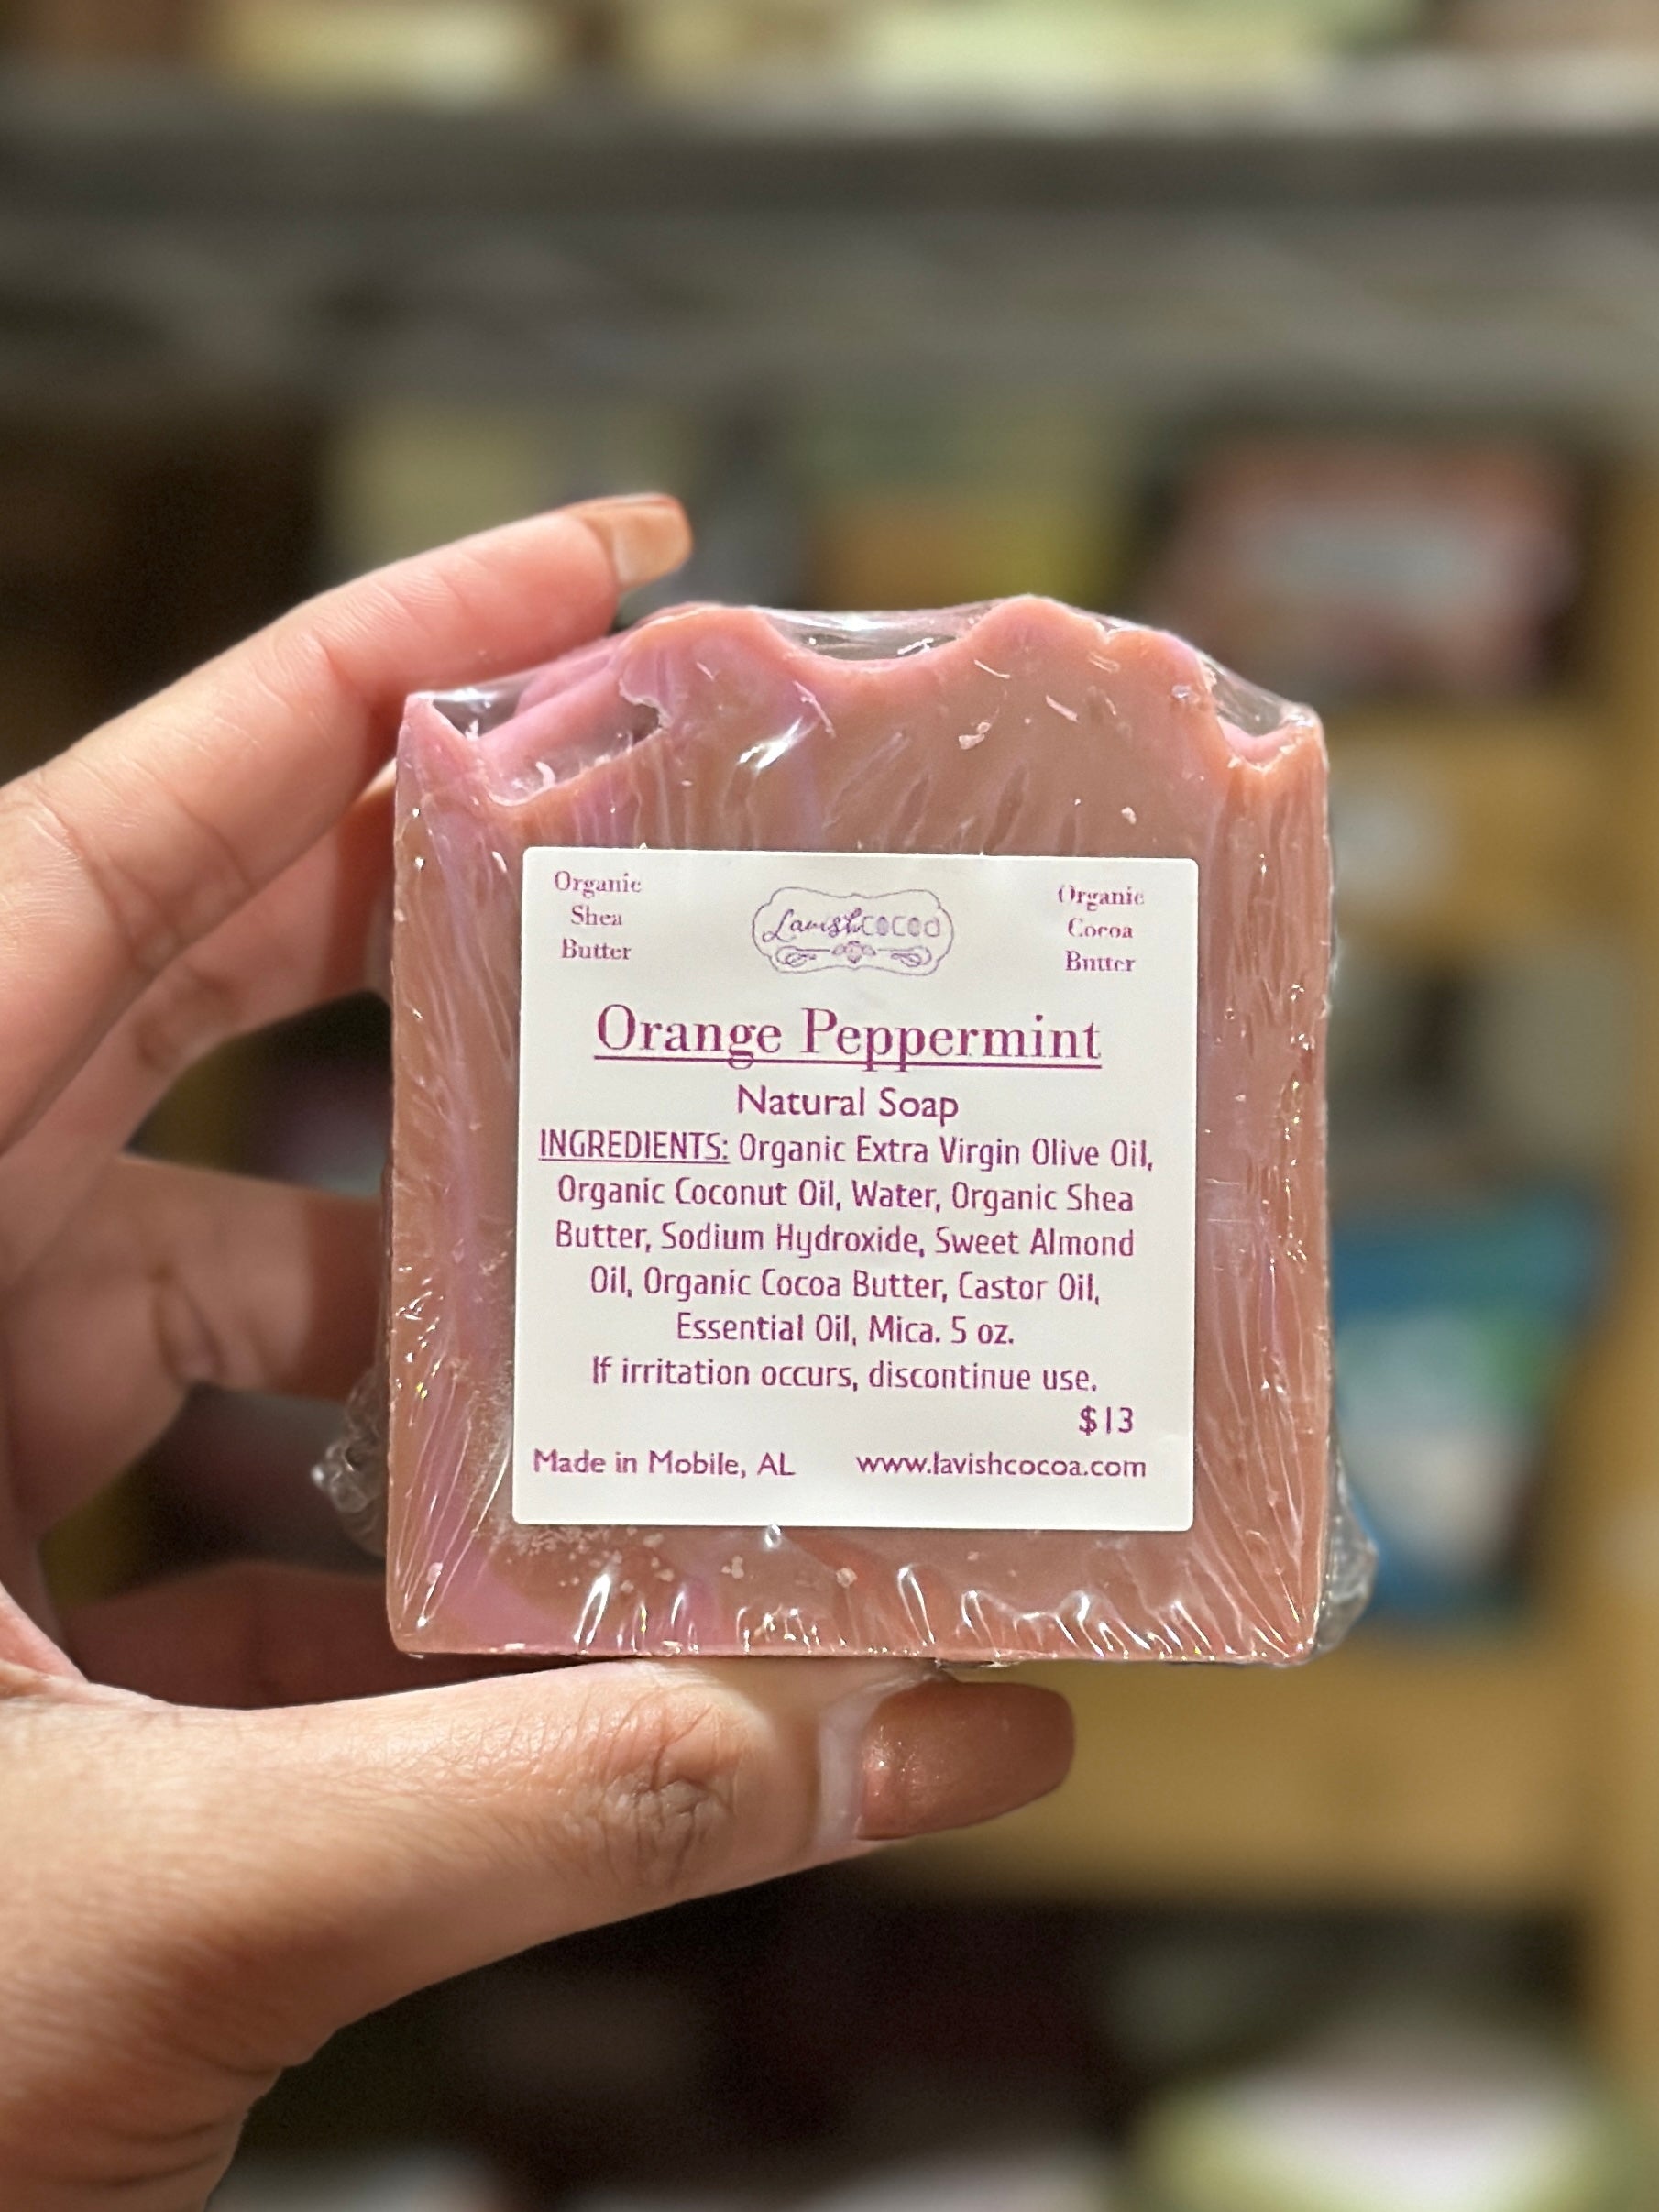 Organic
Shea
Butter
Lavish cocoa
Organic
Cocoa
Butter
Orange Peppermint
Natural Soap
INGREDIENTS: Organic Extra Virgin Olive Oil,
Organic Coconut Oil, Water, Organic Shea
Butter, Sodium Hydroxide, Sweet Almond
Oil, Organic Cocoa Butter, Castor Oil,
Essential Oil, Mica. 5 oz.
If irritation occurs, discontinue use.
$13
Made in Mobile, AL www.lavishcocoa.com